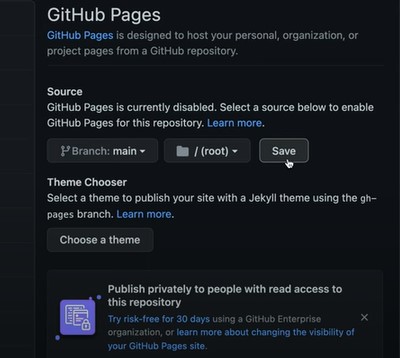 GitHub Pages
GitHub Pages is designed to host your personal, organization, or
project pages from a GitHub repository.
Source
GitHub Pages is currently disabled. Select a source below to enable
GitHub Pages for this repository. Learn more.
Branch: main / (root) Save
Theme Chooser
Select a theme to publish your site with a Jekyll theme using the gh-
pages branch. Learn more.
Choose a theme
Publish privately to people with read access to
this repository
Try risk-free for 30 days using a GitHub Enterprise
organization, or learn more about changing the visibility of
your GitHub Pages site.